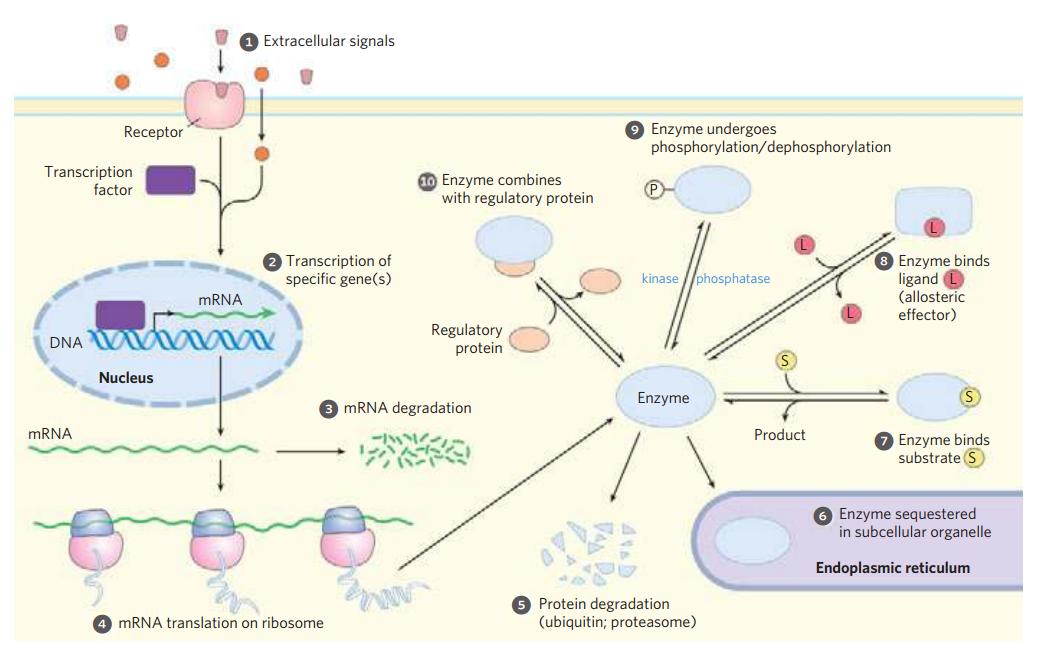 1 Extracellular signals
Receptor
Transcription
factor
2 Transcription of
specific gene(s)
mRNA
DNA
Nucleus
mRNA
3 mRNA degradation
4 mRNA translation on ribosome
10 Enzyme combines
with regulatory protein
Regulatory
protein
9 Enzyme undergoes
phosphorylation/dephosphorylation
P
kinase
phosphatase
L
L
L
8 Enzyme binds
ligand L
(allosteric
effector)
Enzyme
S
Product
S
7 Enzyme binds
substrate S
6 Enzyme sequestered
in subcellular organelle
Endoplasmic reticulum
5 Protein degradation
(ubiquitin; proteasome)